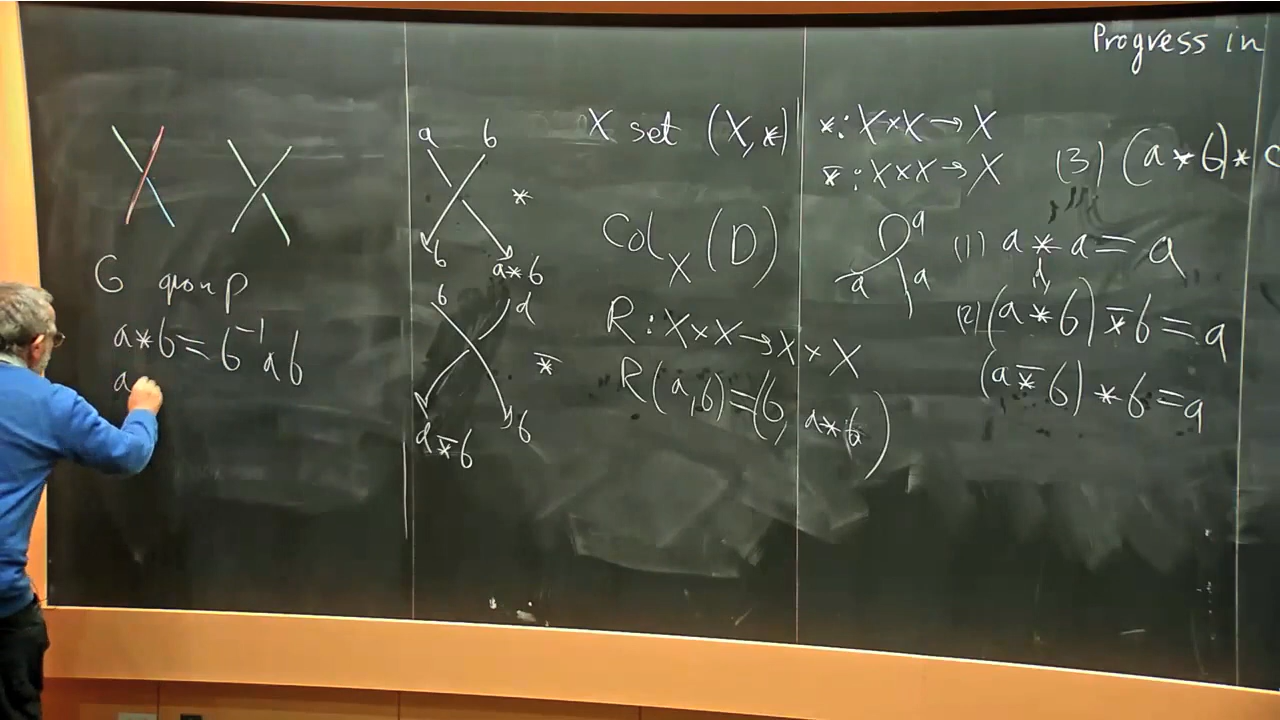 Progress in
G group
a*b=b⁻¹ab
a
a b
*
b a*b
b d
*̄
d*̄b b
X set (X,*)
Col_X(D)
R:X×X→X×X
R(a,b)=(b, a*b)
*:X×X→X
*̄:X×X→X
a
a a
(3) (a*b)*c
(1) a*a=a
d
(2) (a*b)*̄b=a
(a*̄b)*b=a